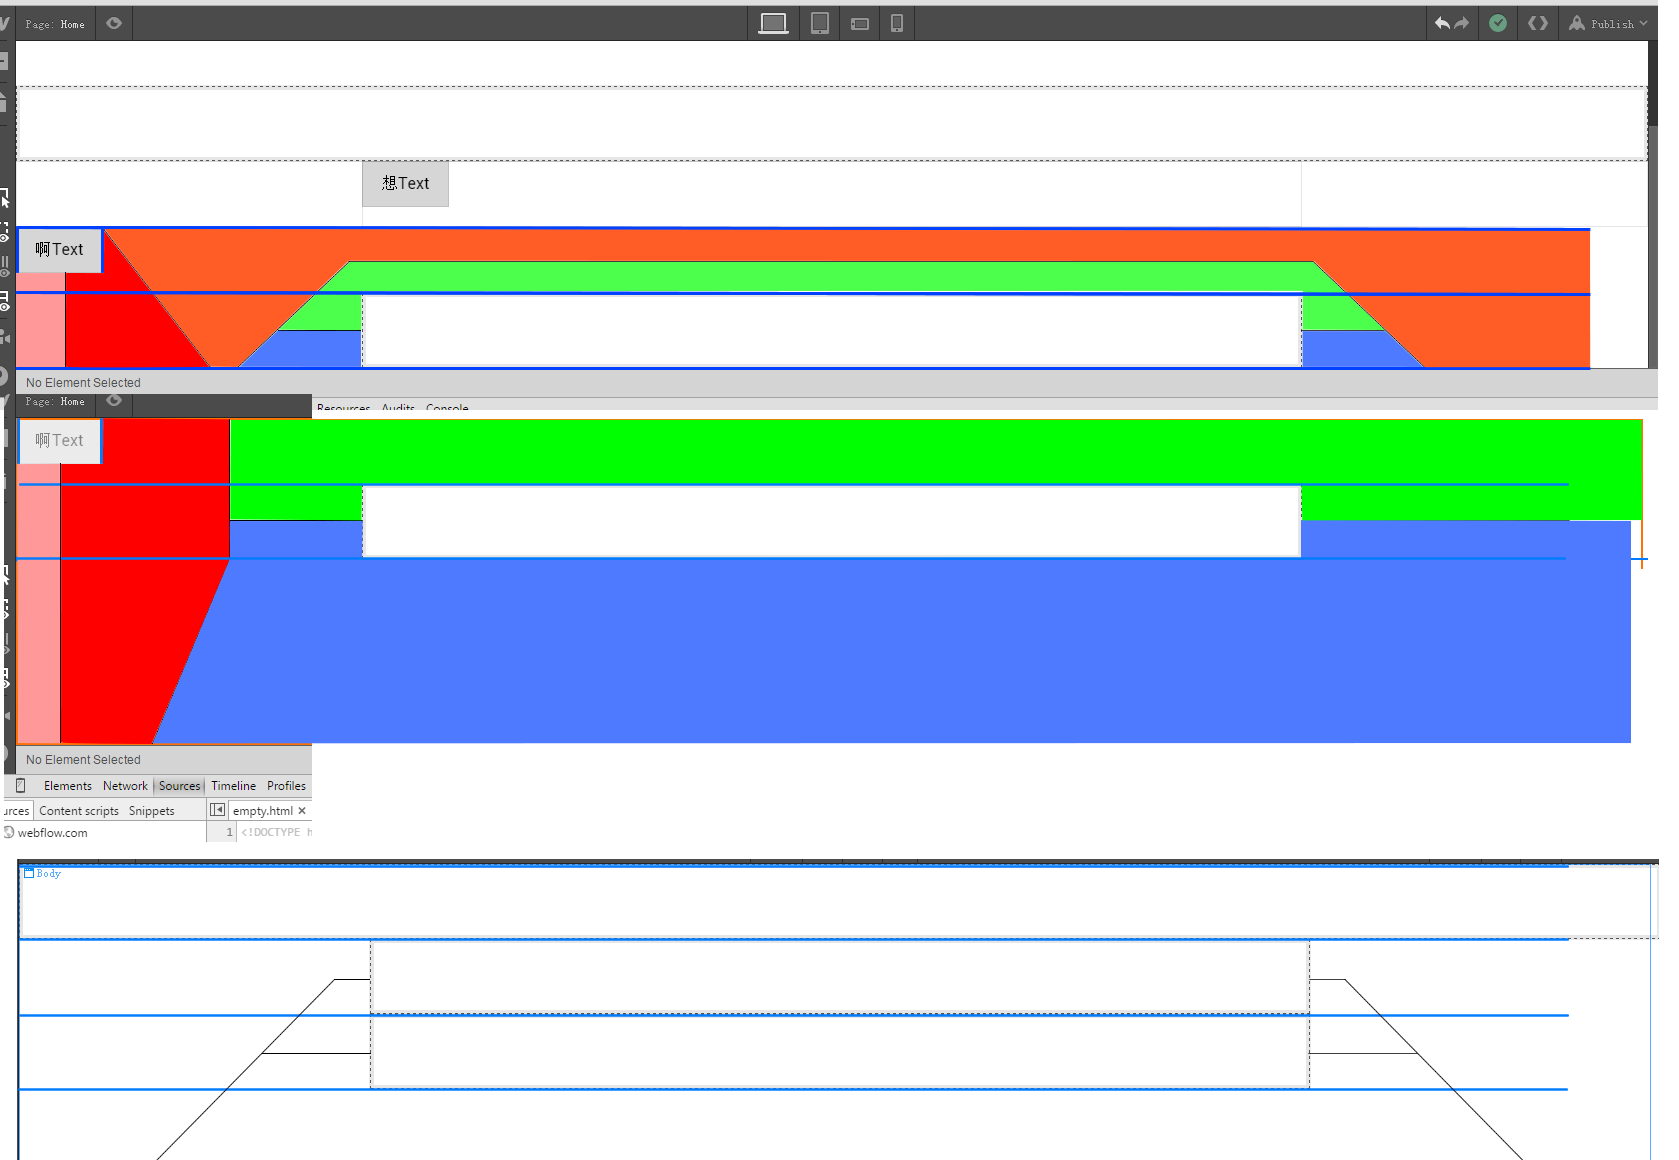 Page: Home
Publish
想Text
啊Text
No Element Selected
Page: Home
Resources Audits Console
啊Text
No Element Selected
Elements Network Sources Timeline Profiles
urces Content scripts Snippets empty.html ×
webflow.com 1 <!DOCTYPE h
Body